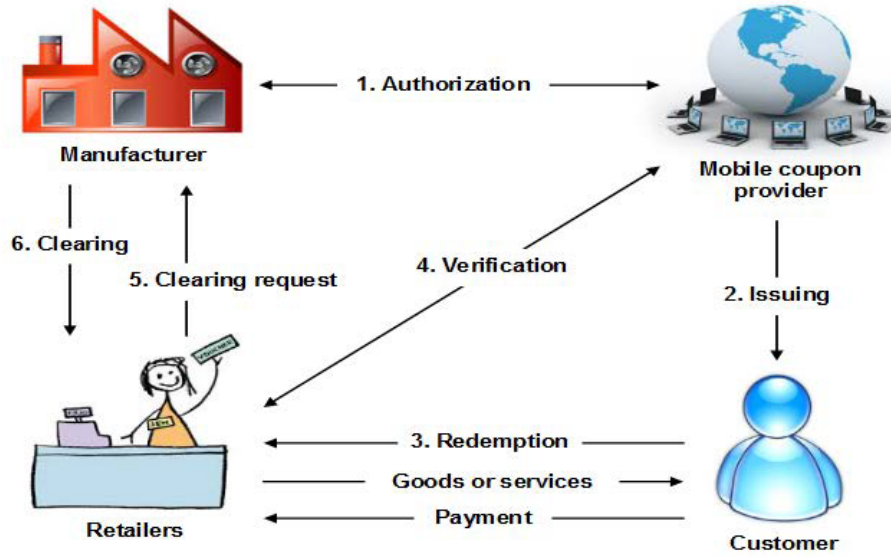 1. Authorization
Manufacturer
Mobile coupon
provider
6. Clearing
5. Clearing request
4. Verification
2. Issuing
VOUCHER
3. Redemption
Goods or services
Payment
Retailers
Customer